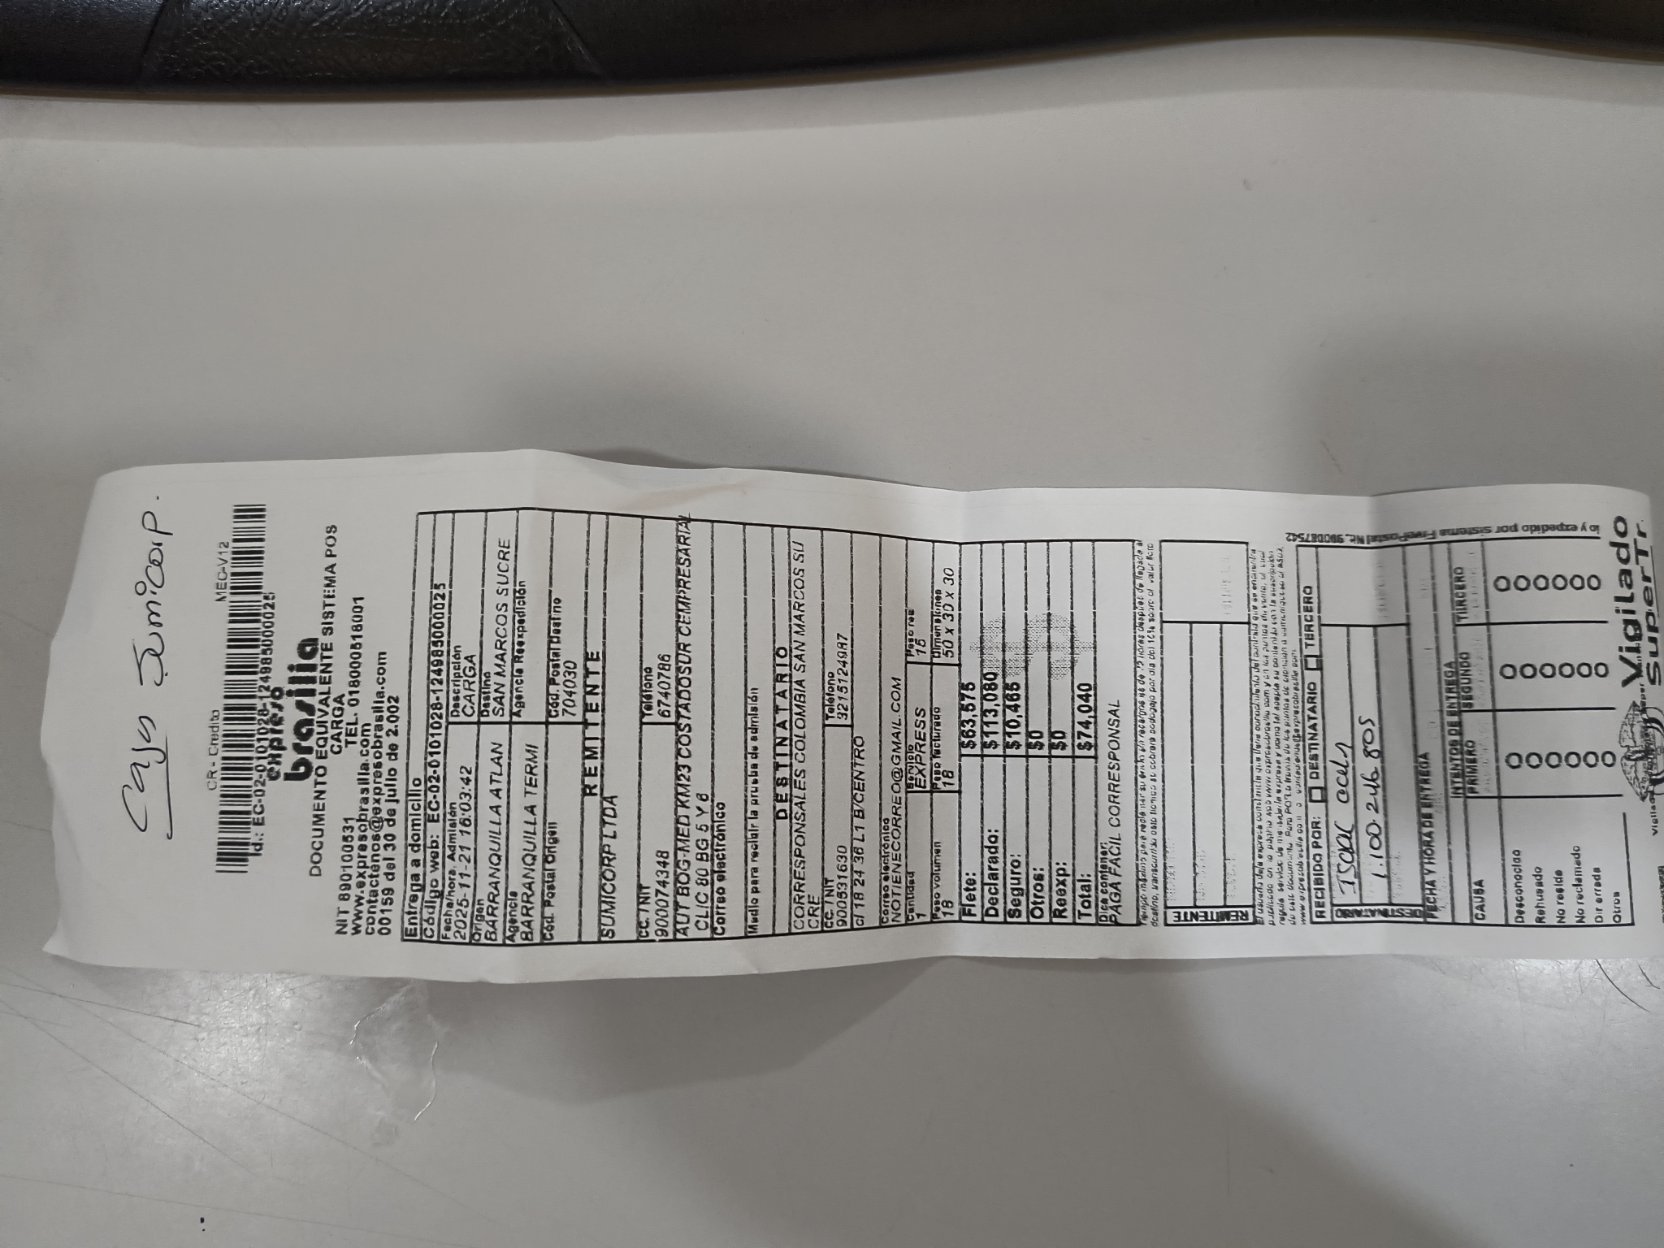 Caja Sumicorp.
CR - Credito MEC-V12
Id.: EC-02-0101028-124985000025
expreso
brasilia
DOCUMENTO EQUIVALENTE SISTEMA POS
CARGA
NIT 890100531 TEL. 018000516001
www.expresobrasilia.com
contactenos@expresobrasilia.com
00159 del 30 de julio de 2.002
Entrega a domicilio
Código web: EC-02-0101028-124985000025
Fecha/hora. Admisión Descripción
2025-11-21 16:03:42 CARGA
Origen Destino
BARRANQUILLA ATLAN SAN MARCOS SUCRE
Agencia Agencia Reexpedición
BARRANQUILLA TERMI
Cód. Postal Origen Cód. Postal Destino
704030
REMITENTE
SUMICORP LTDA
CC. / NIT Teléfono
900074348 6740786
AUT BOG-MED KM23 COSTADOSUR CEMPRESARIAL
CLIC 80 BG 5 Y 6
Correo electrónico
Medio para recibir la prueba de admisión
DESTINATARIO
CORRESPONSALES COLOMBIA SAN MARCOS SU
CRE
CC. / NIT Teléfono
900831630 3215124897
cl 18 24 36 L1 B/CENTRO
Correo electrónico
NOTIENECORREO@GMAIL.COM
Cantidad Servicio Peso real
1 EXPRESS 16
Peso volumen Peso facturado Dimensiones
18 18 50 x 30 x 30
Flete: $63,575
Declarado: $113,080
Seguro: $10,465
Otros: $0
Reexp: $0
Total: $74,040
Dice contener:
PAGA FACIL CORRESPONSAL
REMITENTE
RECIBIDO POR: DESTINATARIO TERCERO
1.100.246.805
FECHA Y HORA DE ENTREGA
INTENTOS DE ENTREGA
CAUSA PRIMERO SEGUNDO TERCERO
Desconocido
Rehusado
No reside
No reclamado
Dir errada
Otros
Vigilado
SuperTr.